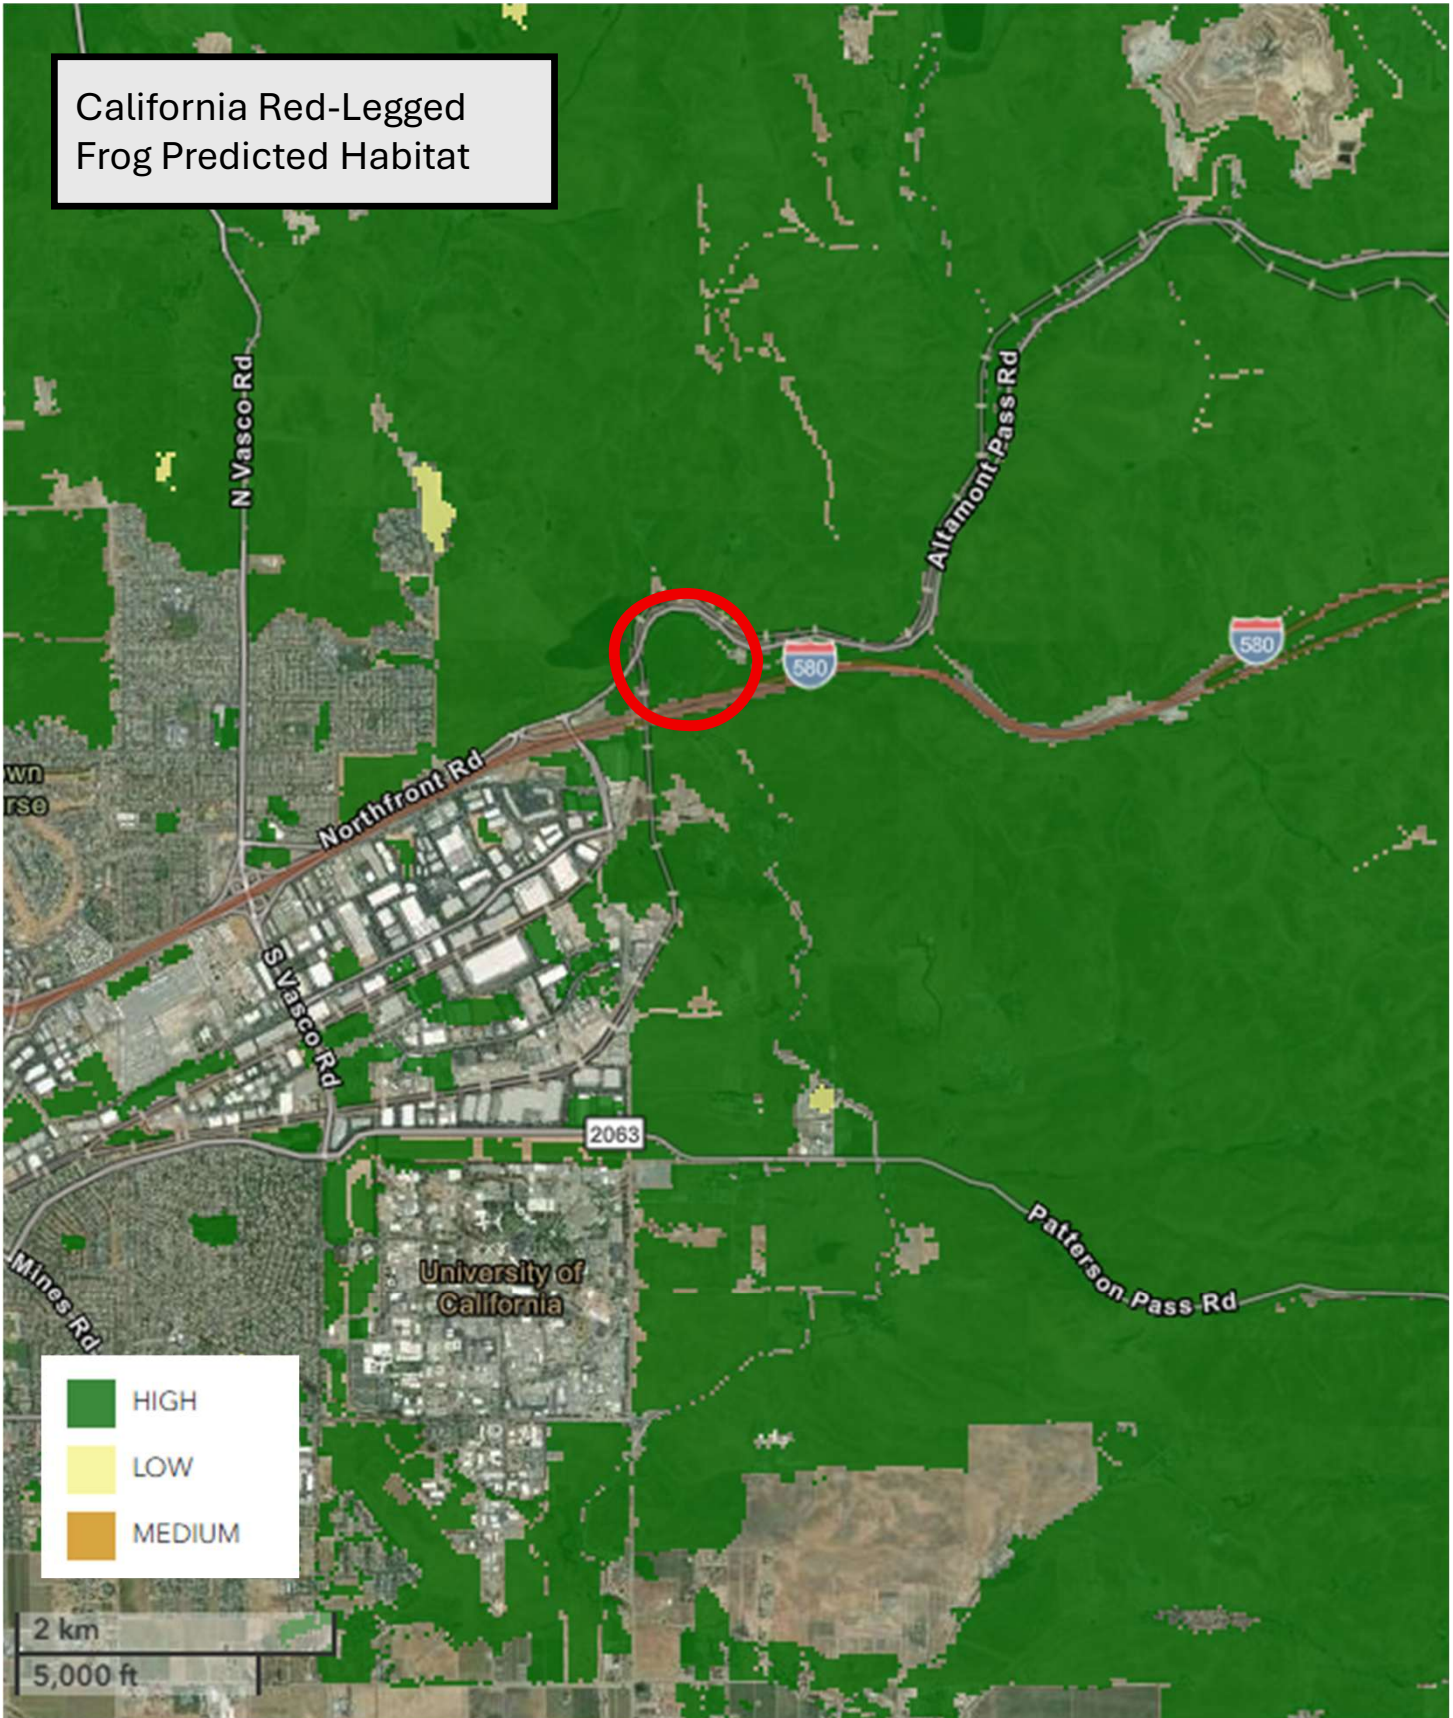 California Red-Legged
Frog Predicted Habitat
N Vasco Rd
Altamont Pass Rd
580
580
Northfront Rd
wn
rse
S Vasco Rd
2063
Patterson Pass Rd
University of
California
Mines Rd
HIGH
LOW
MEDIUM
2 km
5,000 ft